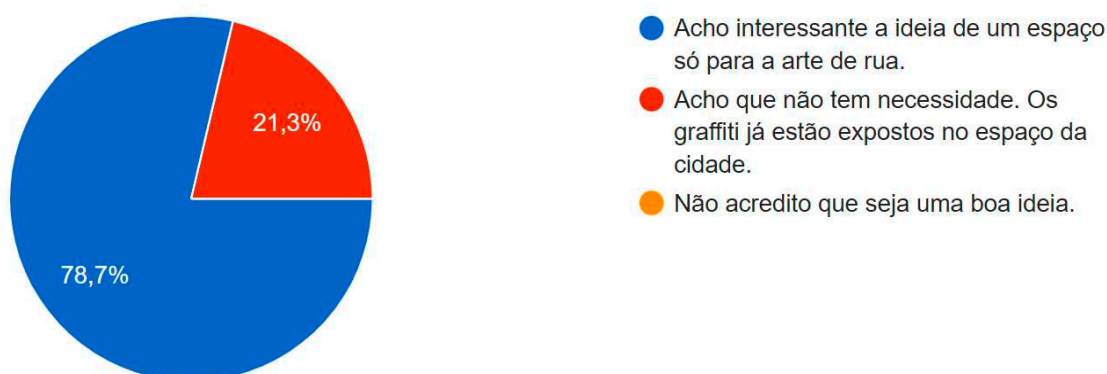 Acho interessante a ideia de um espaço
só para a arte de rua.
Acho que não tem necessidade. Os
graffiti já estão expostos no espaço da
cidade.
Não acredito que seja uma boa ideia.
21,3%
78,7%